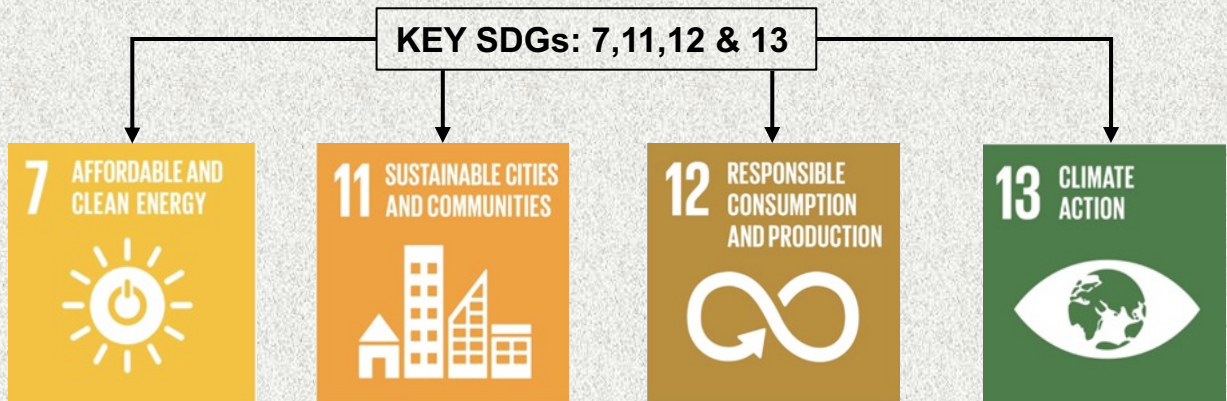 KEY SDGs: 7,11,12 & 13
7
AFFORDABLE AND
CLEAN ENERGY
11
SUSTAINABLE CITIES
AND COMMUNITIES
12
RESPONSIBLE
CONSUMPTION
AND PRODUCTION
13
CLIMATE
ACTION